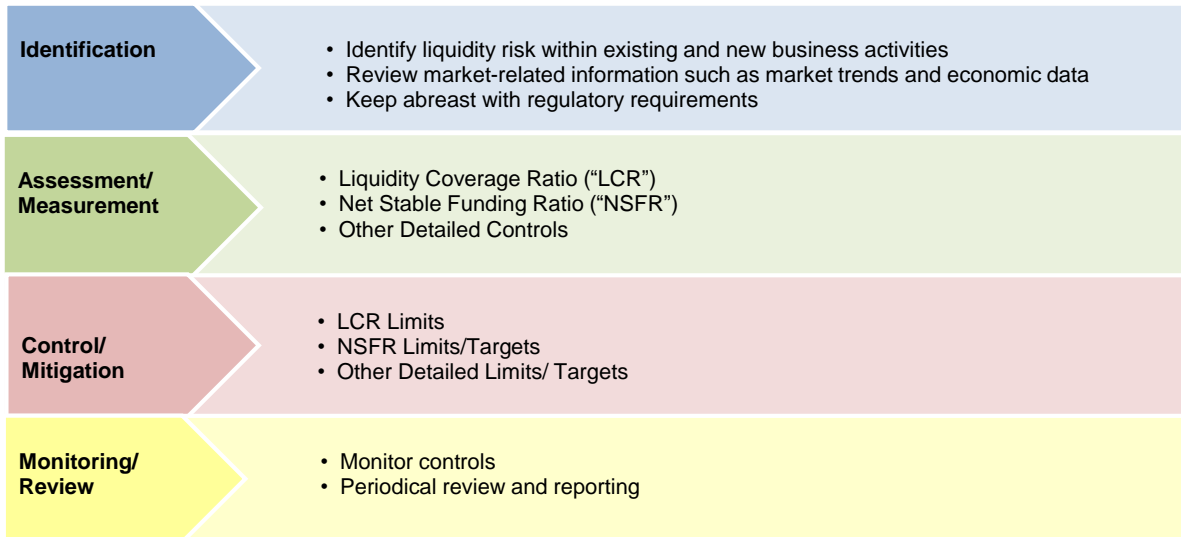 Identification
• Identify liquidity risk within existing and new business activities
• Review market-related information such as market trends and economic data
• Keep abreast with regulatory requirements
Assessment/
Measurement
• Liquidity Coverage Ratio (“LCR”)
• Net Stable Funding Ratio (“NSFR”)
• Other Detailed Controls
Control/
Mitigation
• LCR Limits
• NSFR Limits/Targets
• Other Detailed Limits/ Targets
Monitoring/
Review
• Monitor controls
• Periodical review and reporting